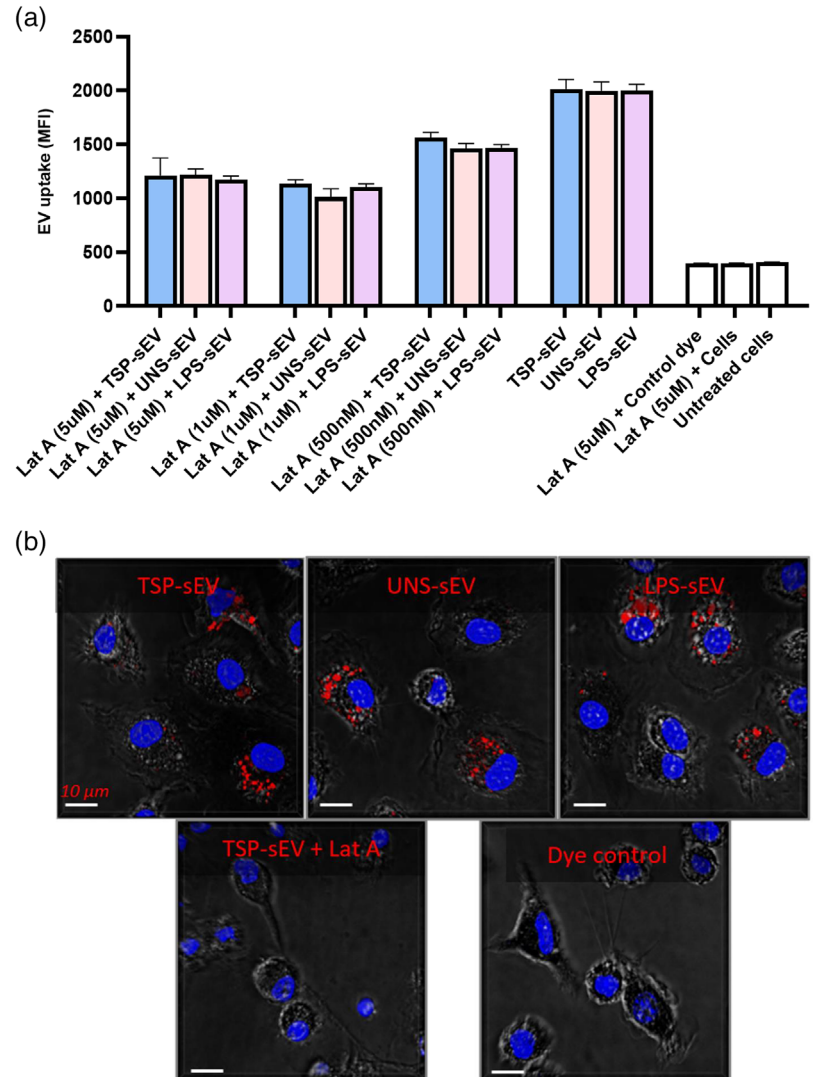 (a)
2500
2000
1500
1000
500
0
EV uptake (MFI)
Lat A (5uM) + TSP-sEV
Lat A (5uM) + UNS-sEV
Lat A (5uM) + LPS-sEV
Lat A (1uM) + TSP-sEV
Lat A (1uM) + UNS-sEV
Lat A (1uM) + LPS-sEV
Lat A (500nM) + TSP-sEV
Lat A (500nM) + UNS-sEV
Lat A (500nM) + LPS-sEV
TSP-sEV
UNS-sEV
LPS-sEV
Lat A (5uM) + Control dye
Lat A (5uM) + Cells
Untreated cells
(b)
TSP-sEV
UNS-sEV
LPS-sEV
10 µm
TSP-sEV + Lat A
Dye control